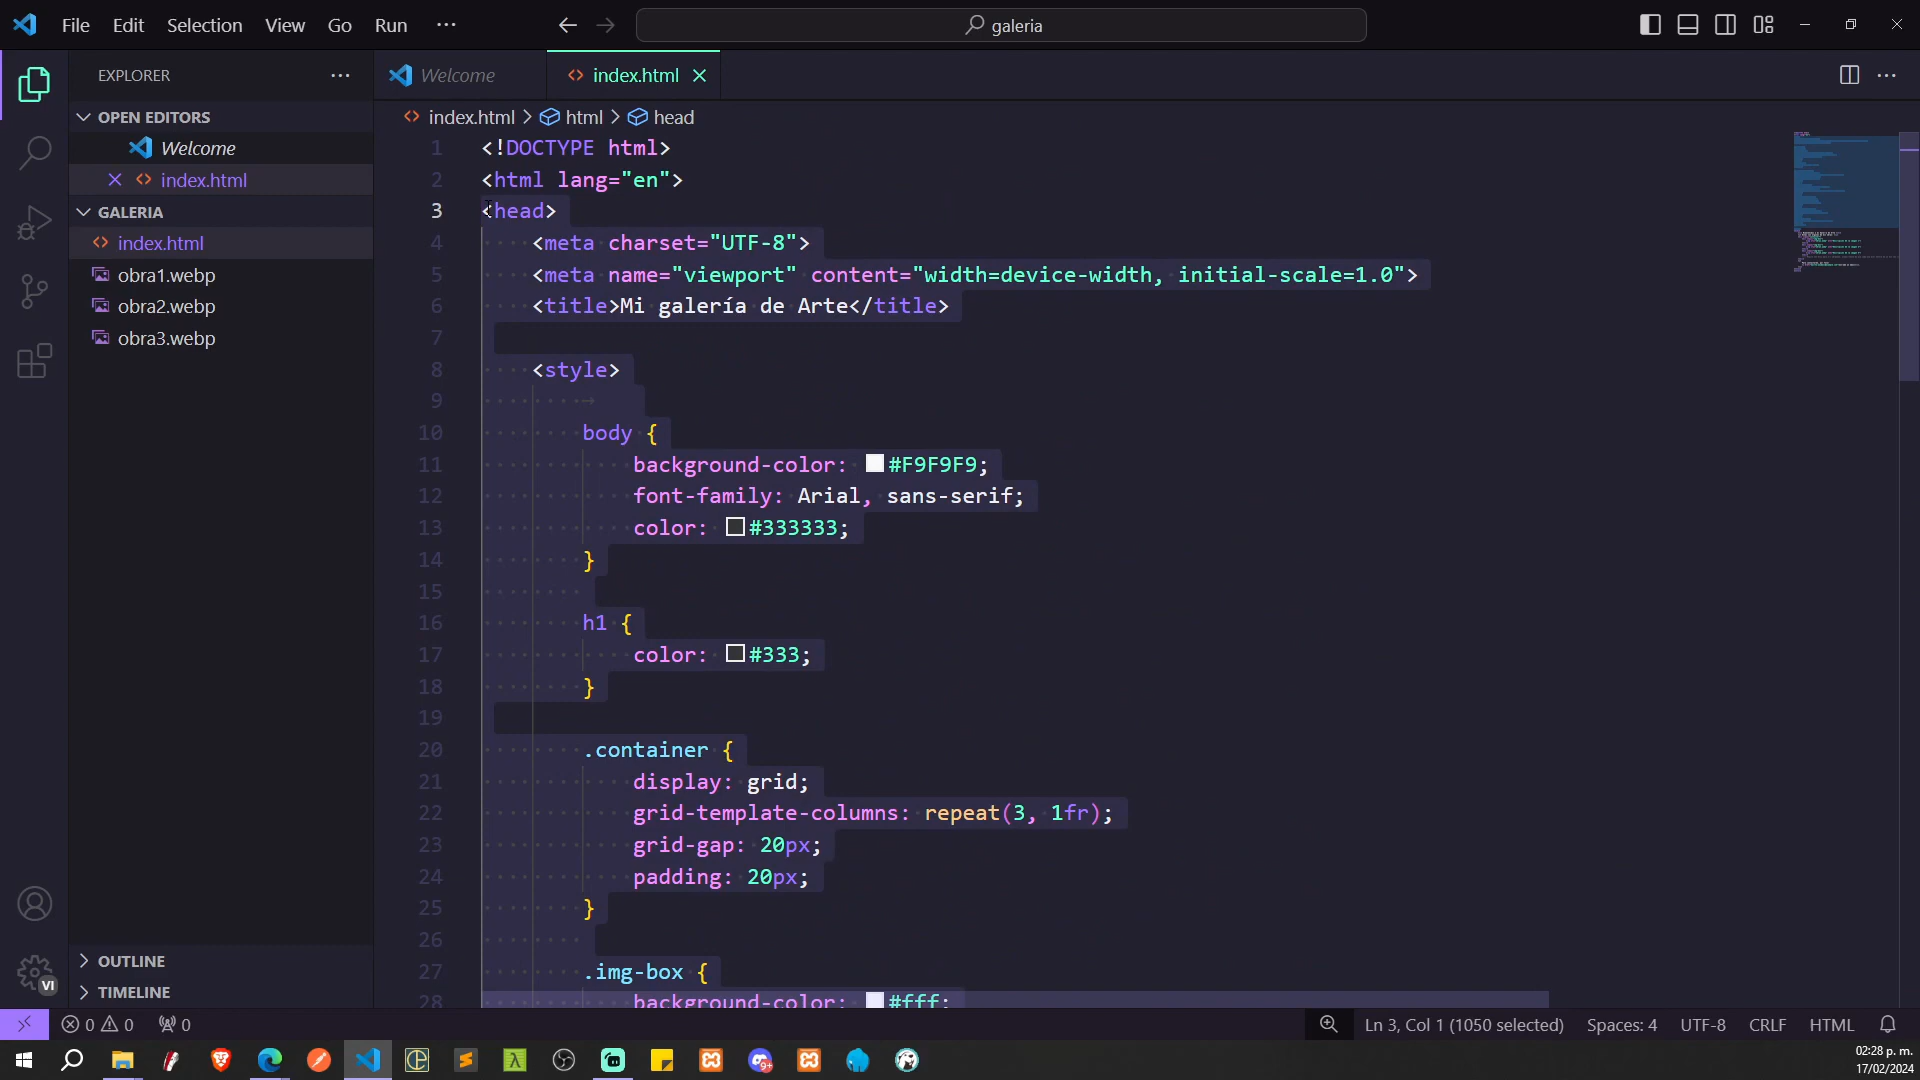 File Edit Selection View Go Run ··· galeria
EXPLORER ···
Welcome
index.html
OPEN EDITORS
Welcome
index.html
GALERIA
index.html
obra1.webp
obra2.webp
obra3.webp
OUTLINE
TIMELINE
index.html > html > head
1 <!DOCTYPE html>
2 <html lang="en">
3 <head>
4 <meta charset="UTF-8">
5 <meta name="viewport" content="width=device-width, initial-scale=1.0">
6 <title>Mi galería de Arte</title>
7
8 <style>
9
10 body {
11 background-color: #F9F9F9;
12 font-family: Arial, sans-serif;
13 color: #333333;
14 }
15
16 h1 {
17 color: #333;
18 }
19
20 .container {
21 display: grid;
22 grid-template-columns: repeat(3, 1fr);
23 grid-gap: 20px;
24 padding: 20px;
25 }
26
27 .img-box {
28 background-color: #fff;
VI
0 0 0 Ln 3, Col 1 (1050 selected) Spaces: 4 UTF-8 CRLF HTML
9+
02:28 p. m.
17/02/2024